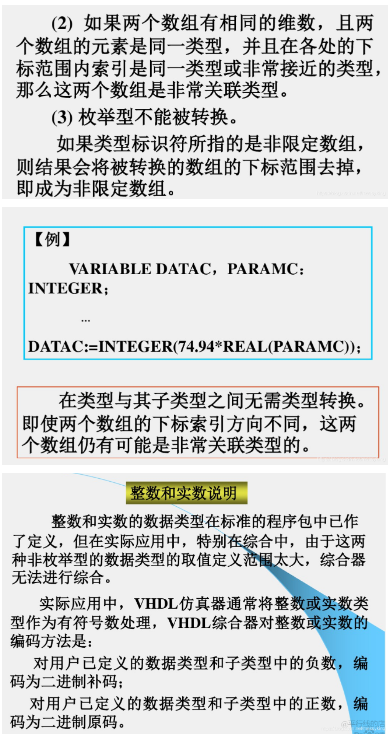 (2) 如果两个数组有相同的维数，且两
个数组的元素是同一类型，并且在各处的下
标范围内索引是同一类型或非常接近的类型，
那么这两个数组是非常关联类型。
(3) 枚举型不能被转换。
如果类型标识符所指的是非限定数组，
则结果会将被转换的数组的下标范围去掉，
即成为非限定数组。
【例】
VARIABLE DATAC，PARAMC：
INTEGER；
...
DATAC:=INTEGER(74.94*REAL(PARAMC))；
在类型与其子类型之间无需类型转换。
即使两个数组的下标索引方向不同，这两
个数组仍有可能是非常关联类型的。
整数和实数说明
整数和实数的数据类型在标准的程序包中已作
了定义，但在实际应用中，特别在综合中，由于这两
种非枚举型的数据类型的取值定义范围太大，综合器
无法进行综合。
实际应用中，VHDL仿真器通常将整数或实数类
型作为有符号数处理，VHDL综合器对整数或实数的
编码方法是：
对用户已定义的数据类型和子类型中的负数，编
码为二进制补码；
对用户已定义的数据类型和子类型中的正数，编
码为二进制原码。